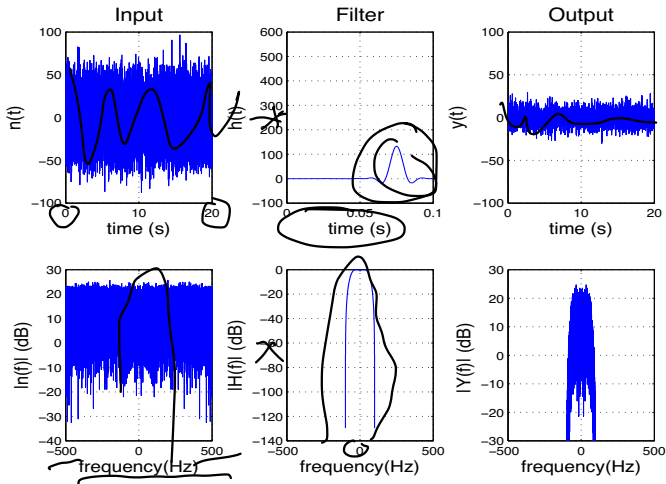 Input Filter Output
100
50
0
−50
−100
n(t)
0 10 20
time (s)
600
500
400
300
200
100
0
−100
h(t)
0 0.05 0.1
time (s)
100
50
0
−50
−100
y(t)
0 10 20
time (s)
30
20
10
0
−10
−20
−30
−40
|n(f)| (dB)
−500 0 500
frequency(Hz)
0
−20
−40
−60
−80
−100
−120
−140
|H(f)| (dB)
−500 0 500
frequency(Hz)
30
20
10
0
−10
−20
−30
|Y(f)| (dB)
−500 0 500
frequency(Hz)